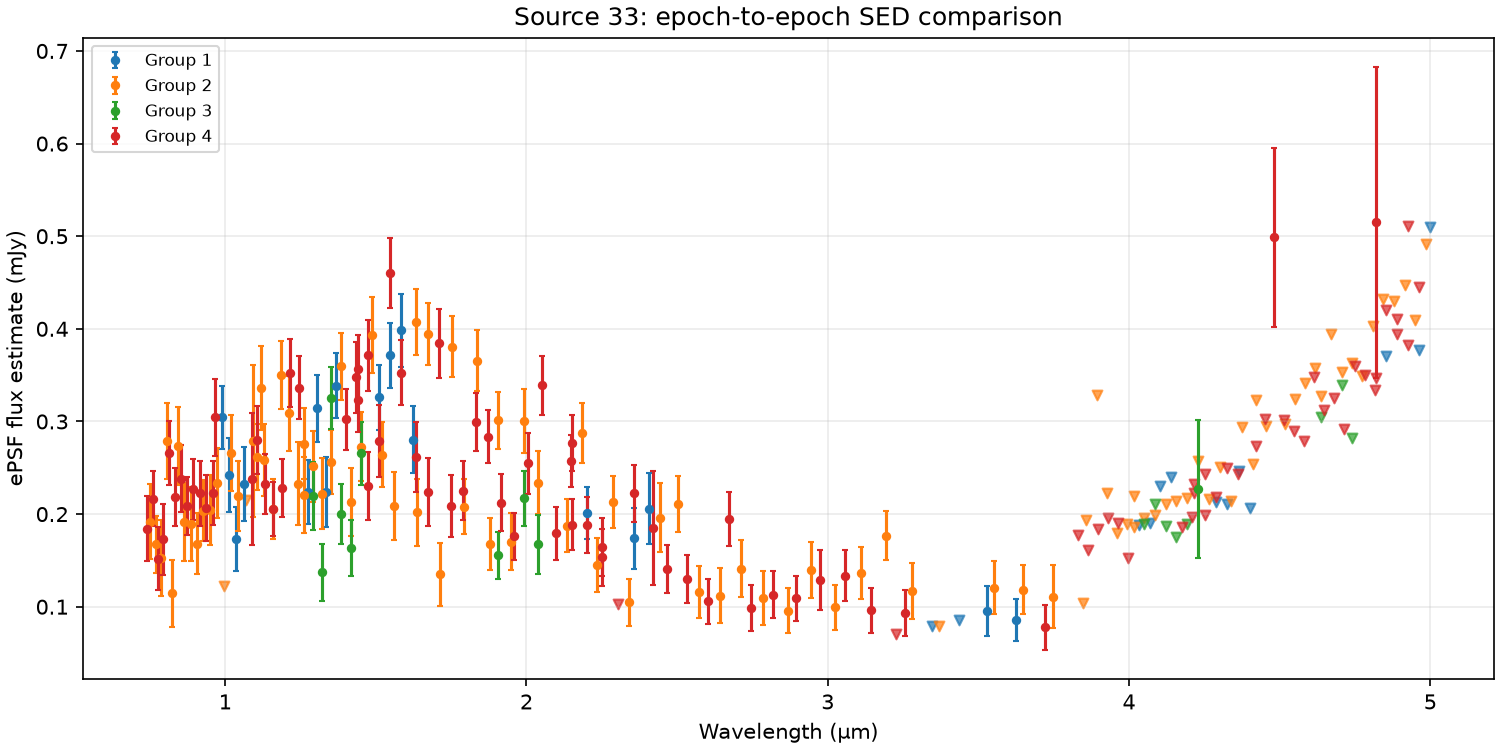 Source 33: epoch-to-epoch SED comparison
ePSF flux estimate (mJy)
0.7
0.6
0.5
0.4
0.3
0.2
0.1
Group 1
Group 2
Group 3
Group 4
1 2 3 4 5
Wavelength (µm)